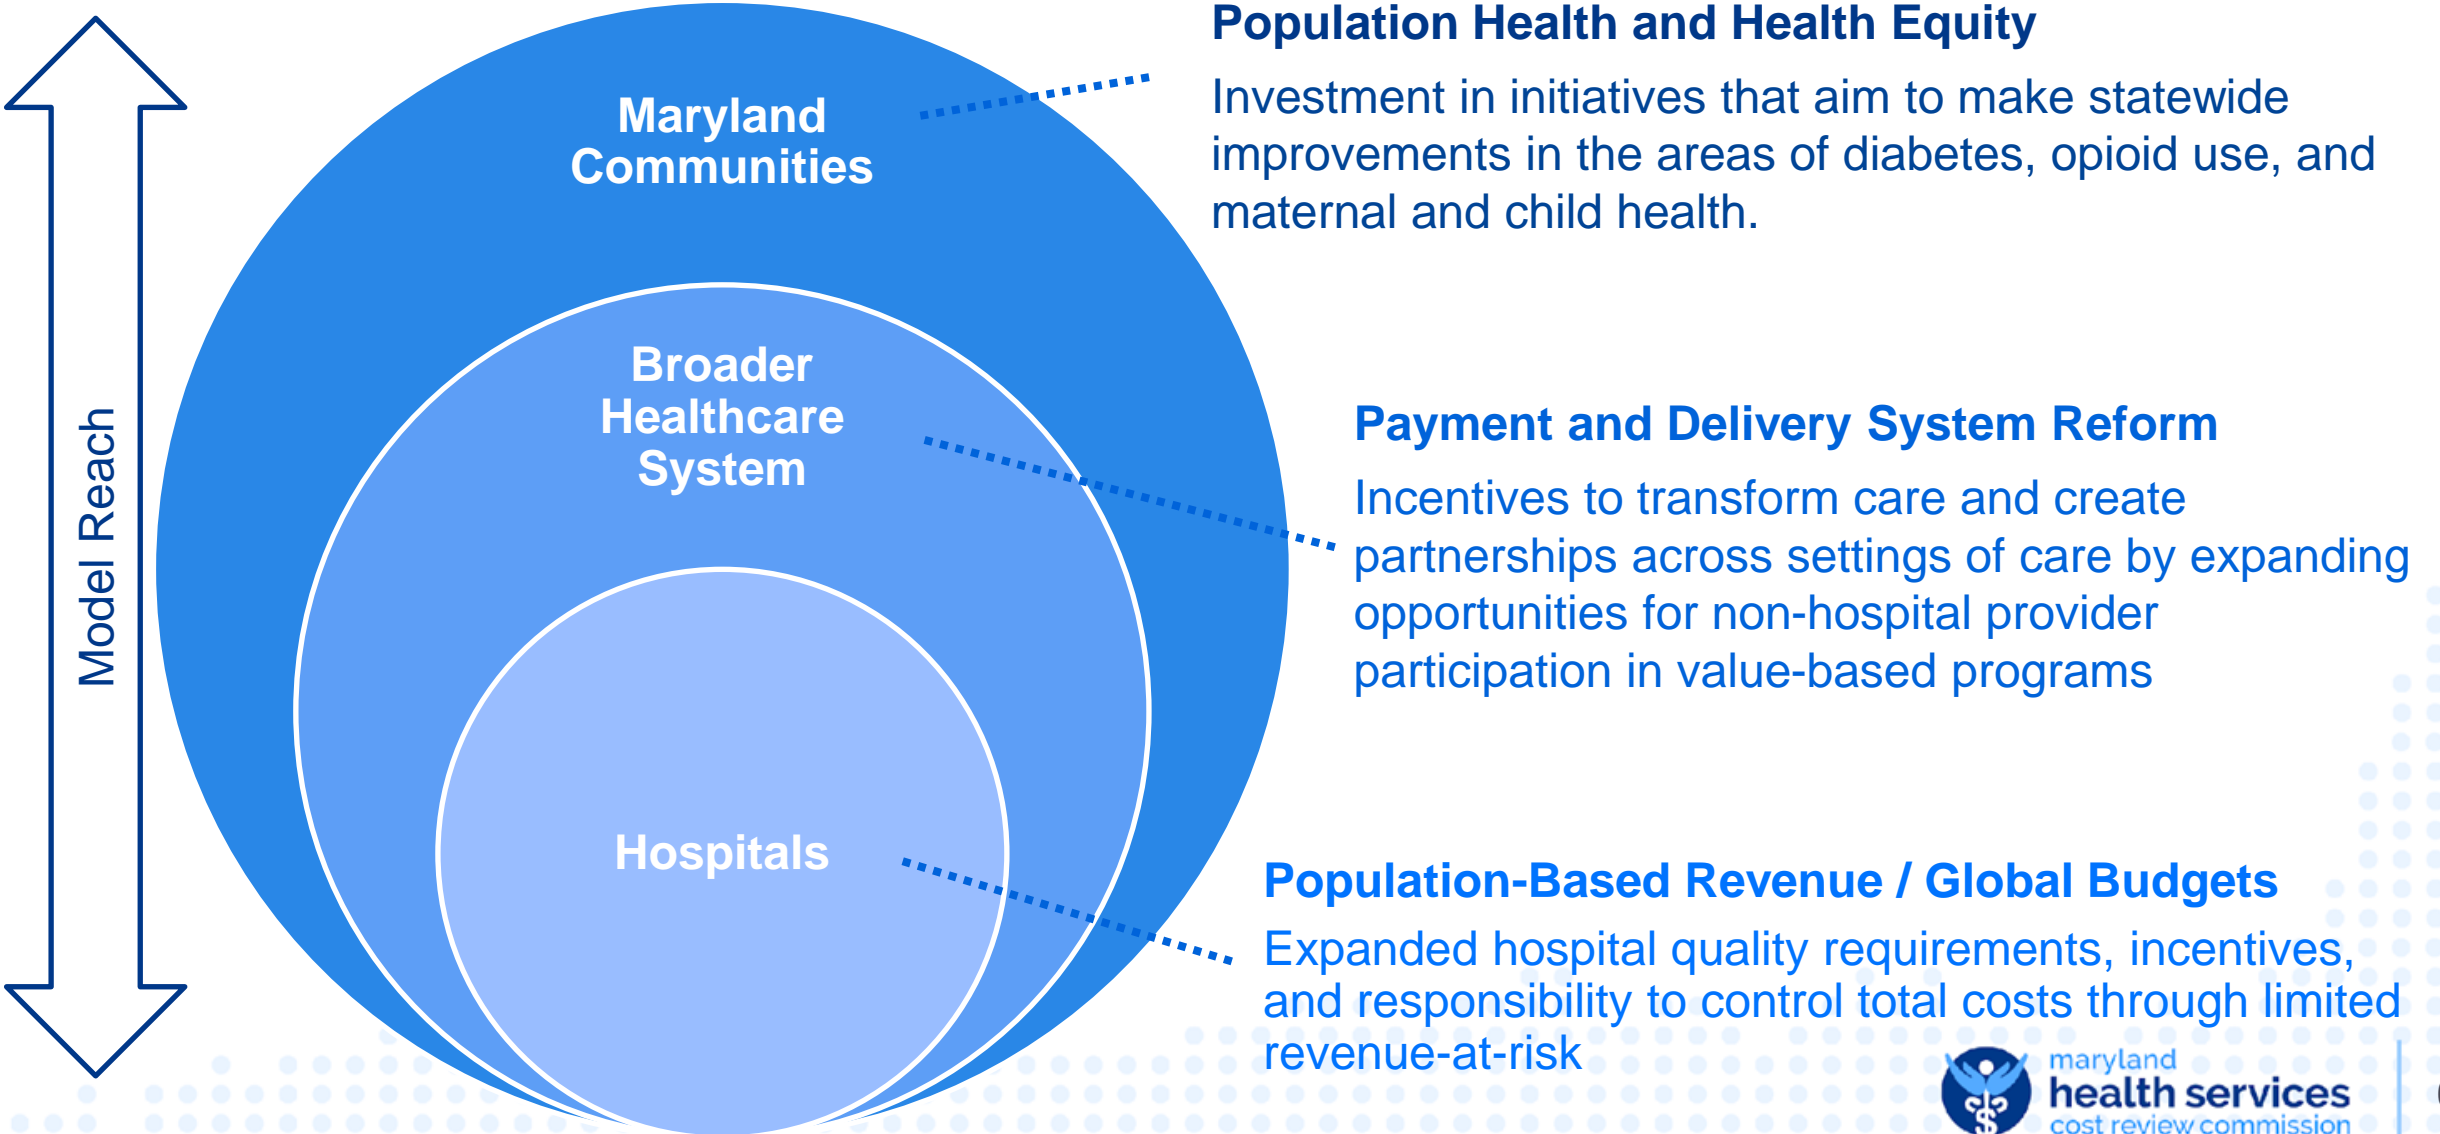 Population Health and Health Equity
Investment in initiatives that aim to make statewide
improvements in the areas of diabetes, opioid use, and
maternal and child health.
Maryland
Communities
Broader
Healthcare
System
Payment and Delivery System Reform
Incentives to transform care and create
partnerships across settings of care by expanding
opportunities for non-hospital provider
participation in value-based programs
Model Reach
Hospitals
Population-Based Revenue / Global Budgets
Expanded hospital quality requirements, incentives,
and responsibility to control total costs through limited
revenue-at-risk
maryland
health services
cost review commission